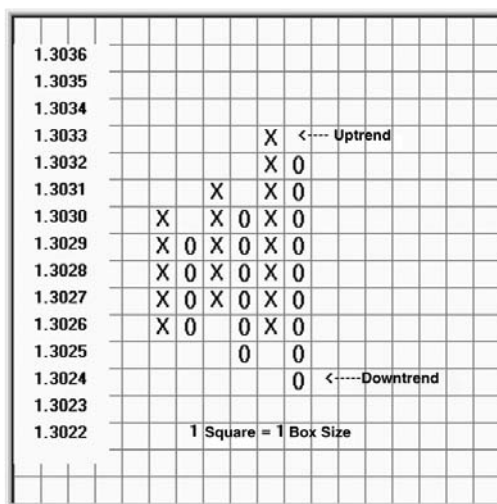 1.3036
1.3035
1.3034
1.3033 X <---- Uptrend
1.3032 X 0
1.3031 X X 0
1.3030 X X 0 X 0
1.3029 X 0 X 0 X 0
1.3028 X 0 X 0 X 0
1.3027 X 0 X 0 X 0
1.3026 X 0 0 X 0
1.3025 0 0
1.3024 0 <-----Downtrend
1.3023
1.3022 1 Square = 1 Box Size